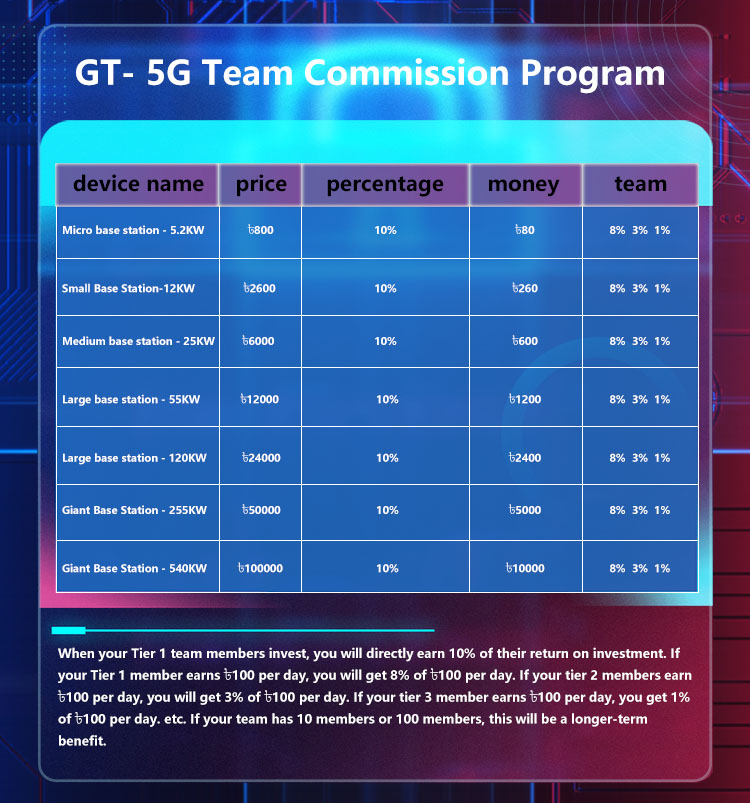 GT- 5G Team Commission Program
device name price percentage money team
Micro base station - 5.2KW ৳800 10% ৳80 8% 3% 1%
Small Base Station-12KW ৳2600 10% ৳260 8% 3% 1%
Medium base station - 25KW ৳6000 10% ৳600 8% 3% 1%
Large base station - 55KW ৳12000 10% ৳1200 8% 3% 1%
Large base station - 120KW ৳24000 10% ৳2400 8% 3% 1%
Giant Base Station - 255KW ৳50000 10% ৳5000 8% 3% 1%
Giant Base Station - 540KW ৳100000 10% ৳10000 8% 3% 1%
When your Tier 1 team members invest, you will directly earn 10% of their return on investment. If
your Tier 1 member earns ৳100 per day, you will get 8% of ৳100 per day. If your tier 2 members earn
৳100 per day, you will get 3% of ৳100 per day. If your tier 3 member earns ৳100 per day, you get 1%
of ৳100 per day. etc. If your team has 10 members or 100 members, this will be a longer-term
benefit.